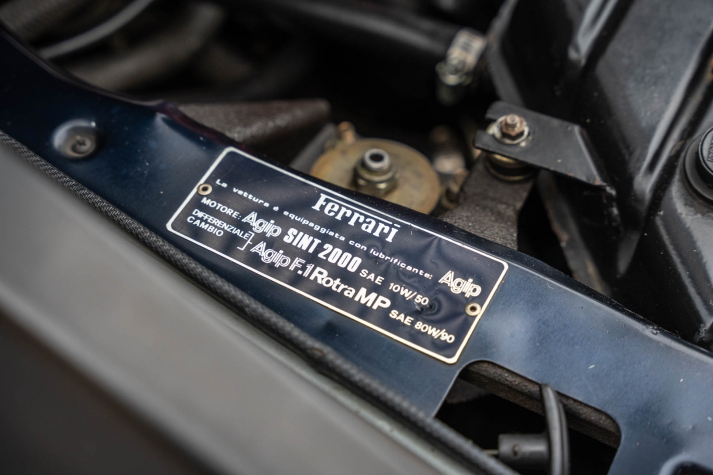 Ferrari
La vettura è equipaggiata con lubrificante: Agip
MOTORE: Agip SINT 2000 SAE 10W/50
DIFFERENZIALE
CAMBIO
Agip F.1 Rotra MP SAE 80W/90